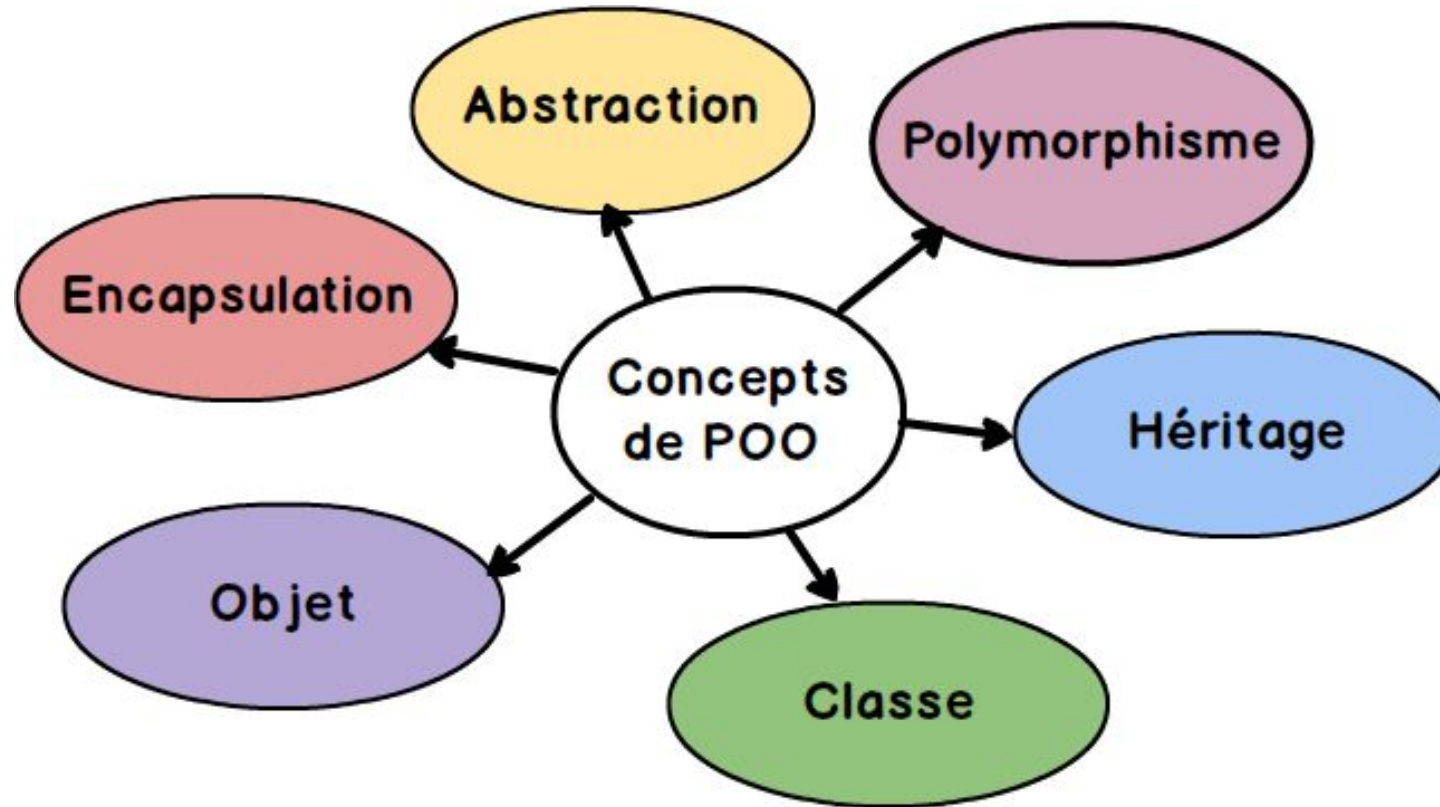 Abstraction
Polymorphisme
Encapsulation
Concepts
de POO
Héritage
Objet
Classe